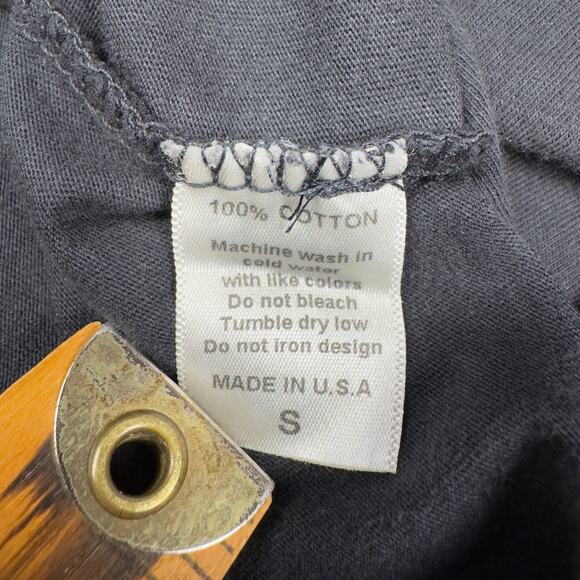 100% COTTON
Machine wash in
cold water
with like colors
Do not bleach
Tumble dry low
Do not iron design
MADE IN U.S.A
S